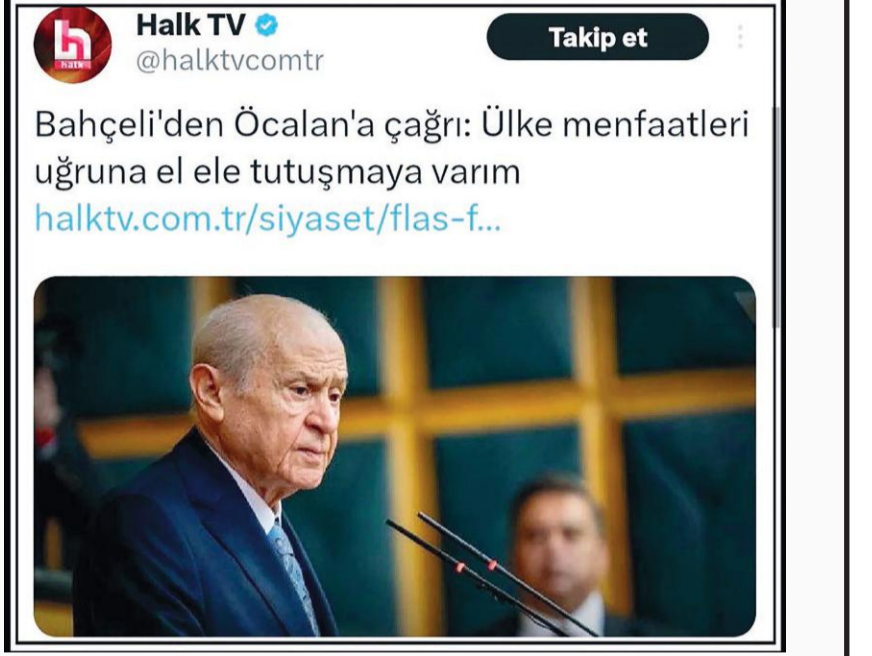 Halk TV
Takip et
@halktvcomtr
Bahçeli'den Öcalan'a çağrı: Ülke menfaatleri
uğruna el ele tutuşmaya varım
halktv.com.tr/siyaset/flas-f...